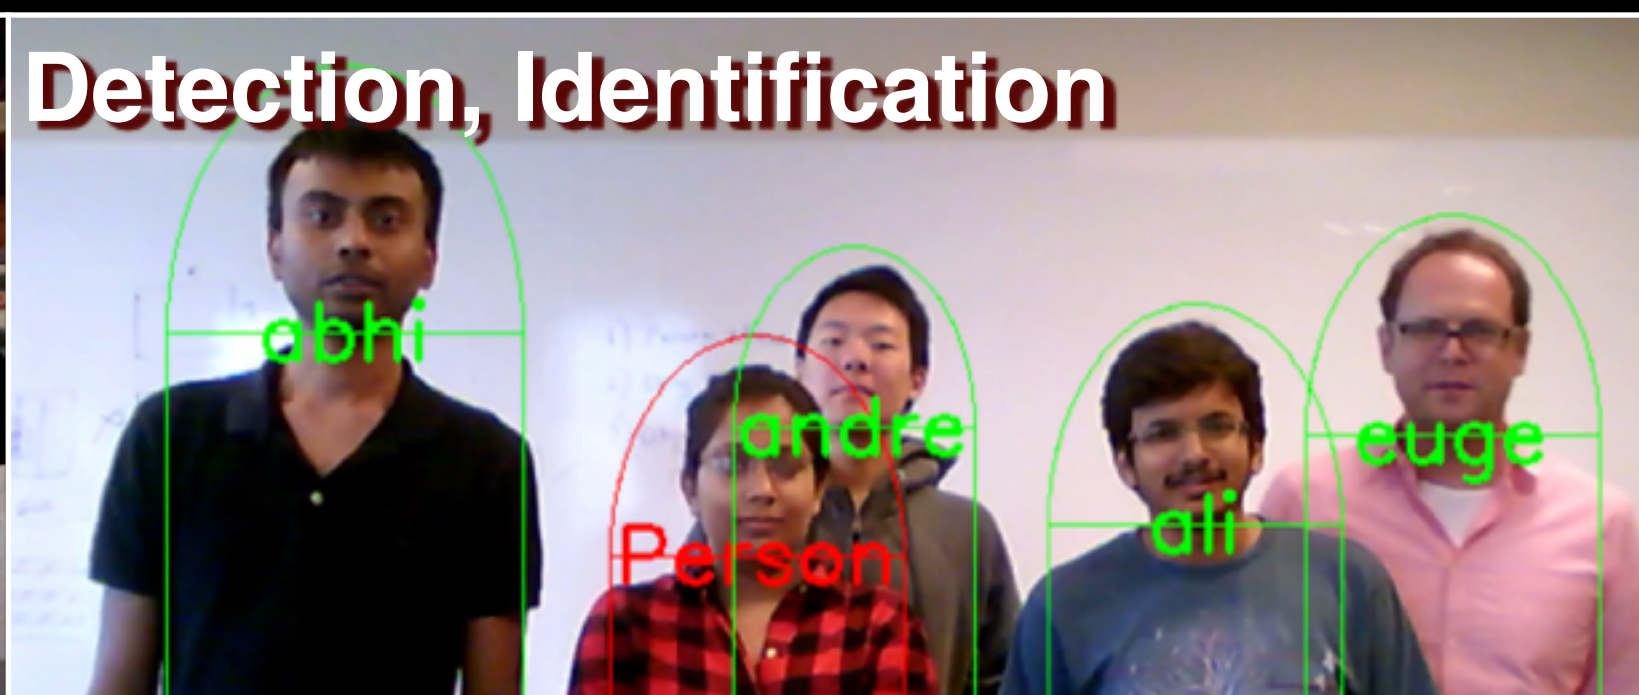 Detection, Identification
abhi
andre
euge
ali
Person